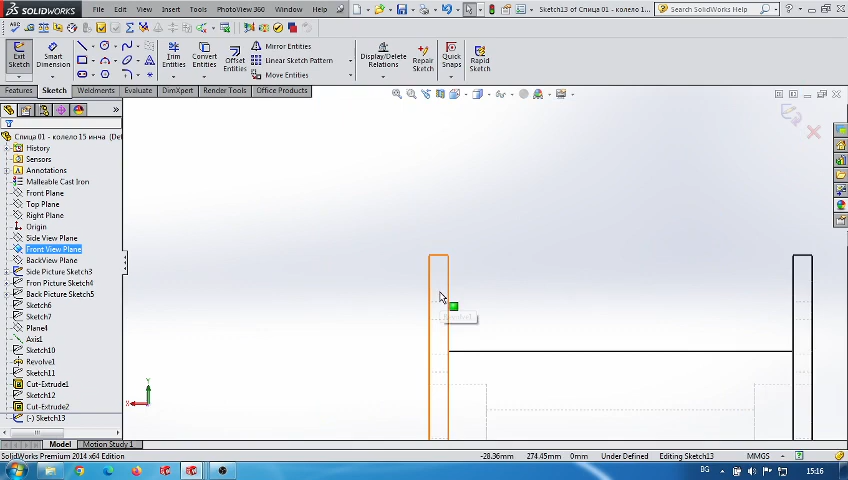 SOLIDWORKS File Edit View Insert Tools PhotoView 360 Window Help Sketch13 of Спица 01 - колело 1... Search SolidWorks Help
Exit Sketch
Smart Dimension
Trim Entities
Convert Entities
Offset Entities
Mirror Entities
Linear Sketch Pattern
Move Entities
Display/Delete Relations
Repair Sketch
Quick Snaps
Rapid Sketch
Features Sketch Weldments Evaluate DimXpert Render Tools Office Products
Спица 01 - колело 15 инча (De
History
Sensors
Annotations
Malleable Cast Iron
Front Plane
Top Plane
Right Plane
Origin
Side View Plane
Front View Plane
BackView Plane
Side Picture Sketch3
Fron Picture Sketch4
Back Picture Sketch5
Sketch6
Sketch7
Plane4
Axis1
Sketch10
Revolve1
Sketch11
Cut-Extrude1
Sketch12
Cut-Extrude2
(-) Sketch13
Revolve1
Y
X
Model Motion Study 1
SolidWorks Premium 2014 x64 Edition -28.36mm 274.45mm 0mm Under Defined Editing Sketch13 MMGS
BG 15:16